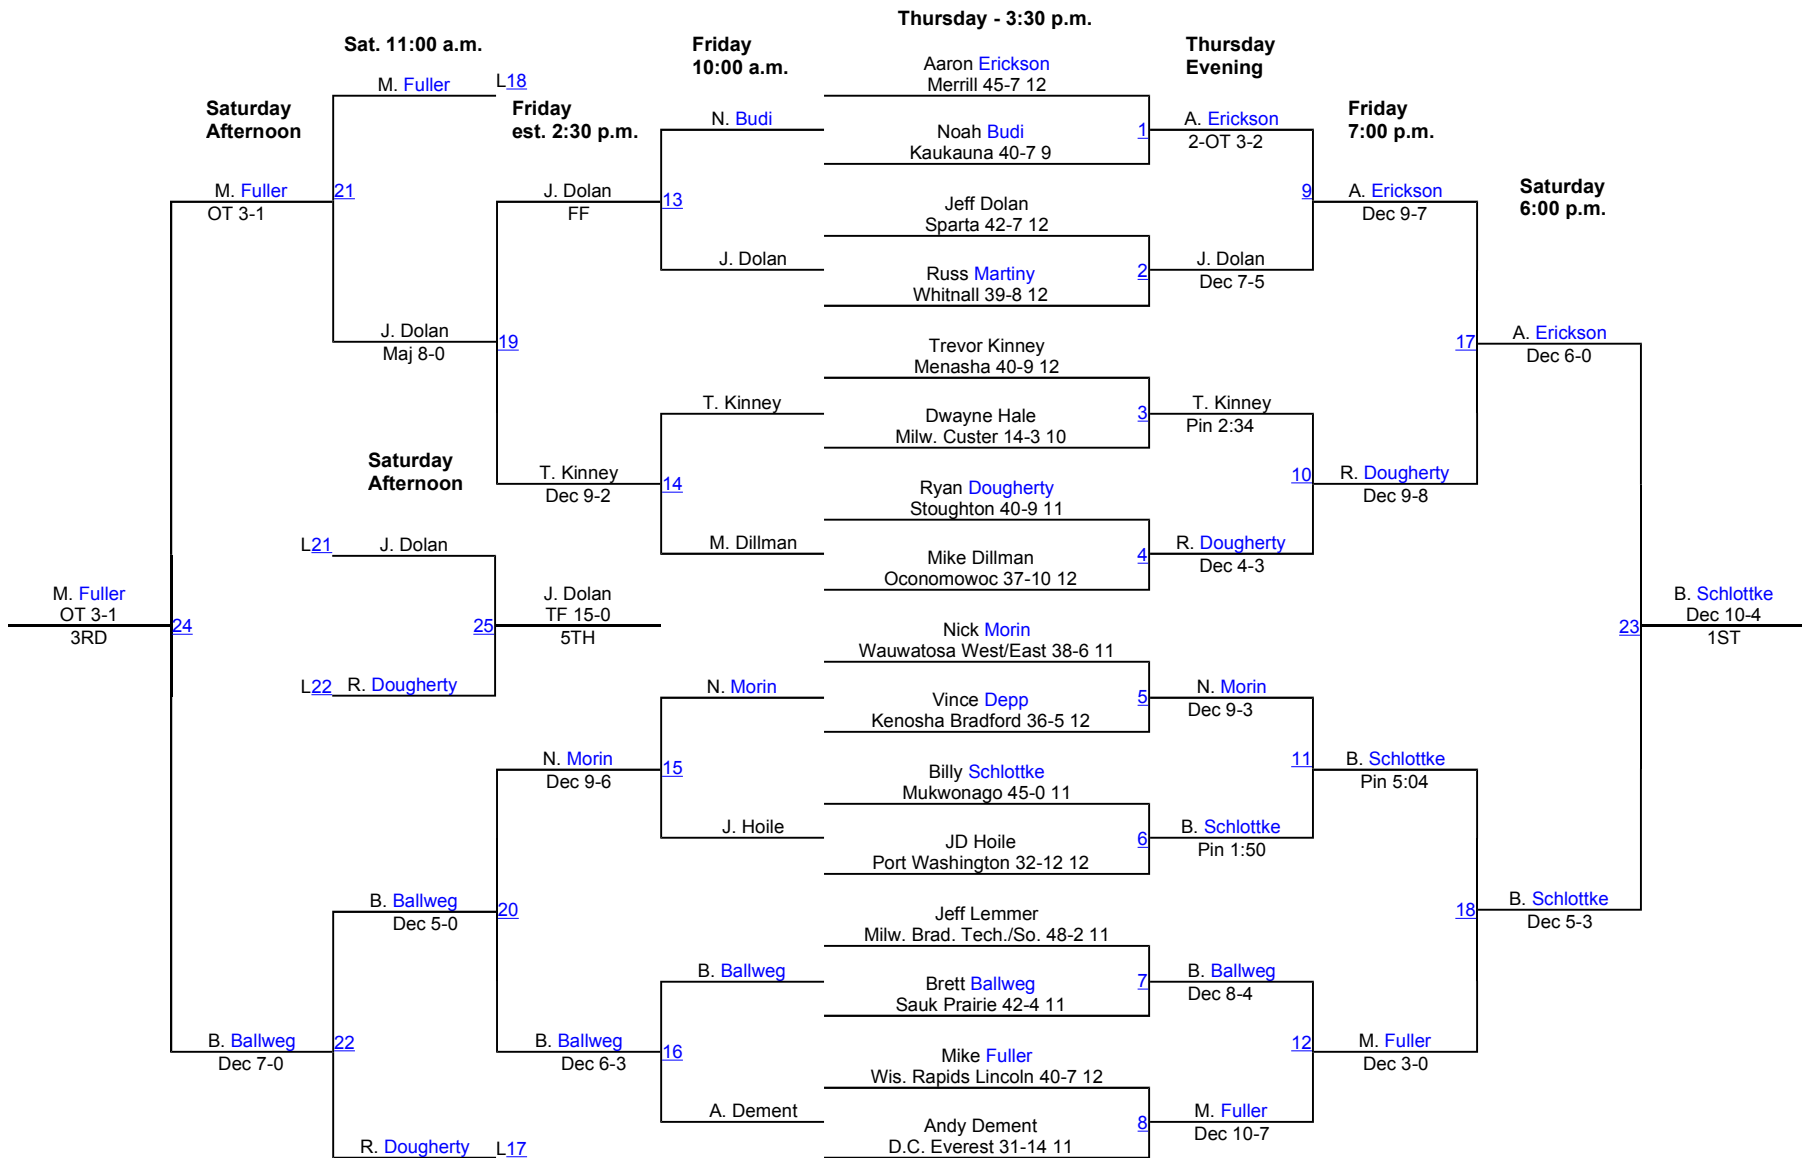 Thursday - 3:30 p.m.
Sat. 11:00 a.m.
Friday
10:00 a.m.
Thursday
Evening
Saturday
Afternoon
Friday
est. 2:30 p.m.
Friday
7:00 p.m.
Saturday
6:00 p.m.
Saturday
Afternoon
Aaron Erickson
Merrill 45-7 12
1
Noah Budi
Kaukauna 40-7 9
Jeff Dolan
Sparta 42-7 12
2
Russ Martiny
Whitnall 39-8 12
Trevor Kinney
Menasha 40-9 12
3
Dwayne Hale
Milw. Custer 14-3 10
Ryan Dougherty
Stoughton 40-9 11
4
Mike Dillman
Oconomowoc 37-10 12
Nick Morin
Wauwatosa West/East 38-6 11
5
Vince Depp
Kenosha Bradford 36-5 12
Billy Schlottke
Mukwonago 45-0 11
6
JD Hoile
Port Washington 32-12 12
Jeff Lemmer
Milw. Brad. Tech./So. 48-2 11
7
Brett Ballweg
Sauk Prairie 42-4 11
Mike Fuller
Wis. Rapids Lincoln 40-7 12
8
Andy Dement
D.C. Everest 31-14 11
A. Erickson
2-OT 3-2
9
J. Dolan
Dec 7-5
T. Kinney
Pin 2:34
10
R. Dougherty
Dec 4-3
N. Morin
Dec 9-3
11
B. Schlottke
Pin 1:50
B. Ballweg
Dec 8-4
12
M. Fuller
Dec 10-7
A. Erickson
Dec 9-7
17
R. Dougherty
Dec 9-8
B. Schlottke
Pin 5:04
18
M. Fuller
Dec 3-0
A. Erickson
Dec 6-0
23
B. Schlottke
Dec 5-3
B. Schlottke
Dec 10-4
1ST
N. Budi
13
J. Dolan
T. Kinney
14
M. Dillman
N. Morin
15
J. Hoile
B. Ballweg
16
A. Dement
J. Dolan
FF
19
T. Kinney
Dec 9-2
N. Morin
Dec 9-6
20
B. Ballweg
Dec 6-3
M. Fuller L18
21
J. Dolan
Maj 8-0
B. Ballweg
Dec 5-0
22
R. Dougherty L17
M. Fuller
OT 3-1
24
B. Ballweg
Dec 7-0
M. Fuller
OT 3-1
3RD
L21 J. Dolan
25
L22 R. Dougherty
J. Dolan
TF 15-0
5TH